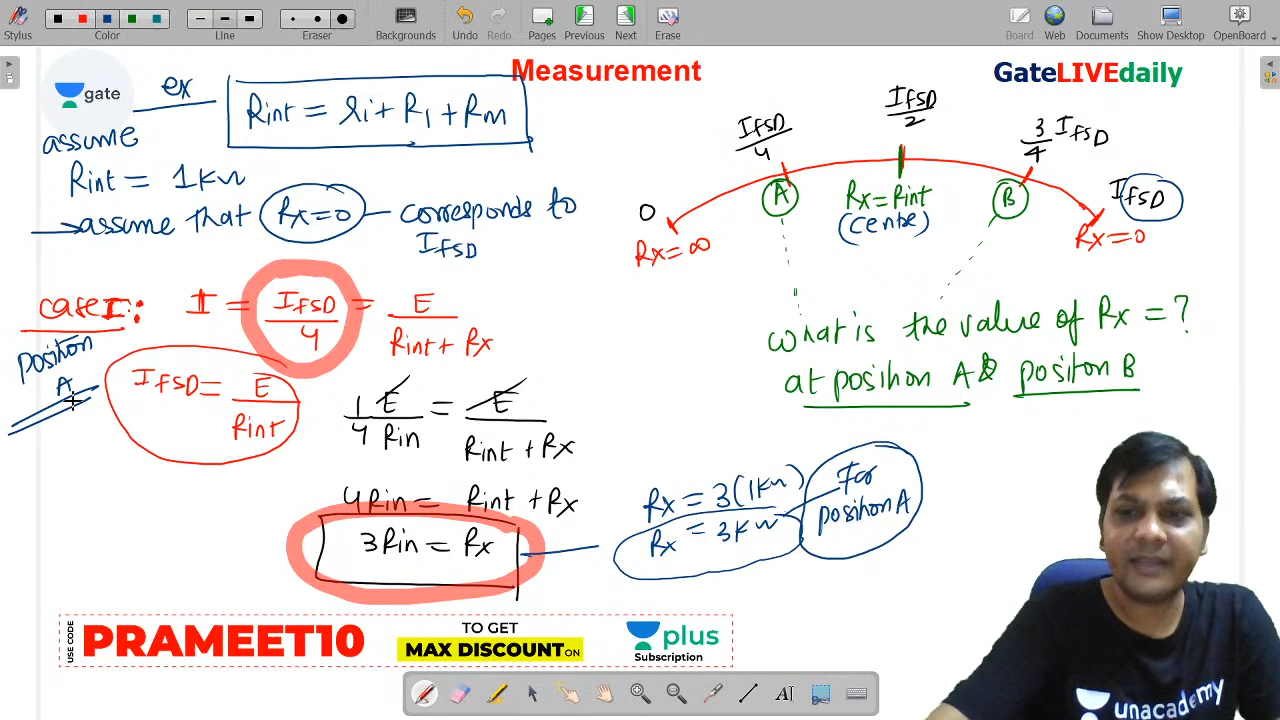 Stylus
Color
Line
Eraser
Backgrounds
Undo
Redo
Pages
Previous
Next
Erase
Board
Web
Documents
Show Desktop
OpenBoard
gate
Measurement
GateLIVEdaily
ex
Rint = ri + R1 + Rm
assume
Rint = 1kw
→ assume that Rx=0 — corresponds to
IfsD
case I: I = IfsD/4 = E/Rint + Rx
position
A
IfsD = E/Rint
1 E/4 Rin = E/Rint + Rx
4Rin = Rint + Rx
3Rin = Rx
Rx = 3(1kw)
Rx = 3kw
For
position A
IfsD/4
IfsD/2
3/4 IfsD
0
A
Rx = Rint
(centre)
B
IfsD
Rx = ∞
Rx = 0
what is the value of Rx = ?
at position A & position B
USE CODE
PRAMEET10
TO GET
MAX DISCOUNT ON
plus
Subscription
unacademy